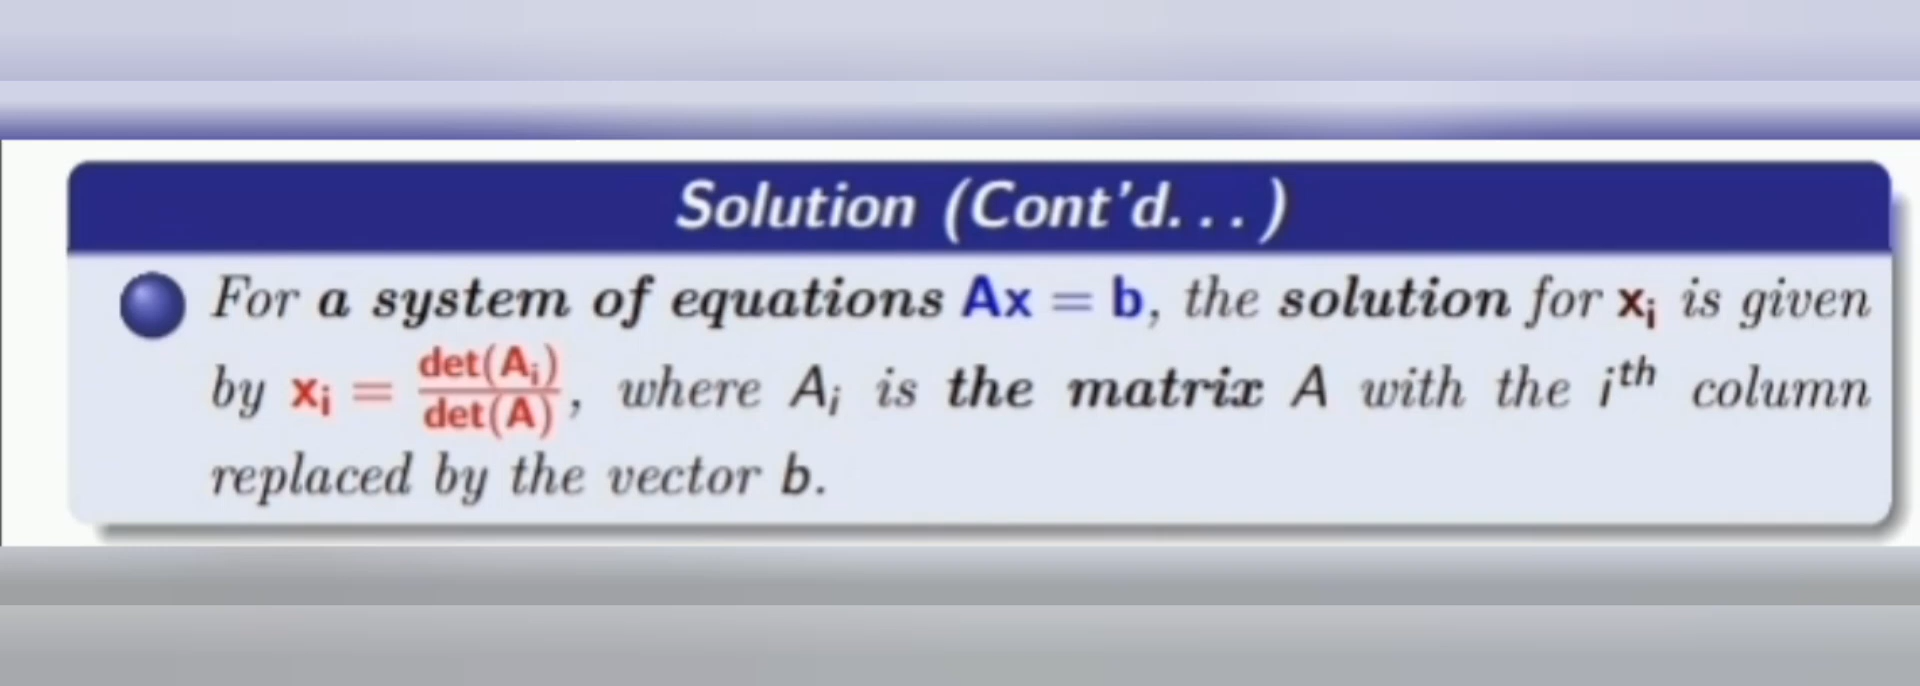 Solution (Cont'd. . . )
For a system of equations Ax = b, the solution for xᵢ is given
by xᵢ = det(Aᵢ)/det(A), where Aᵢ is the matrix A with the iᵗʰ column
replaced by the vector b.